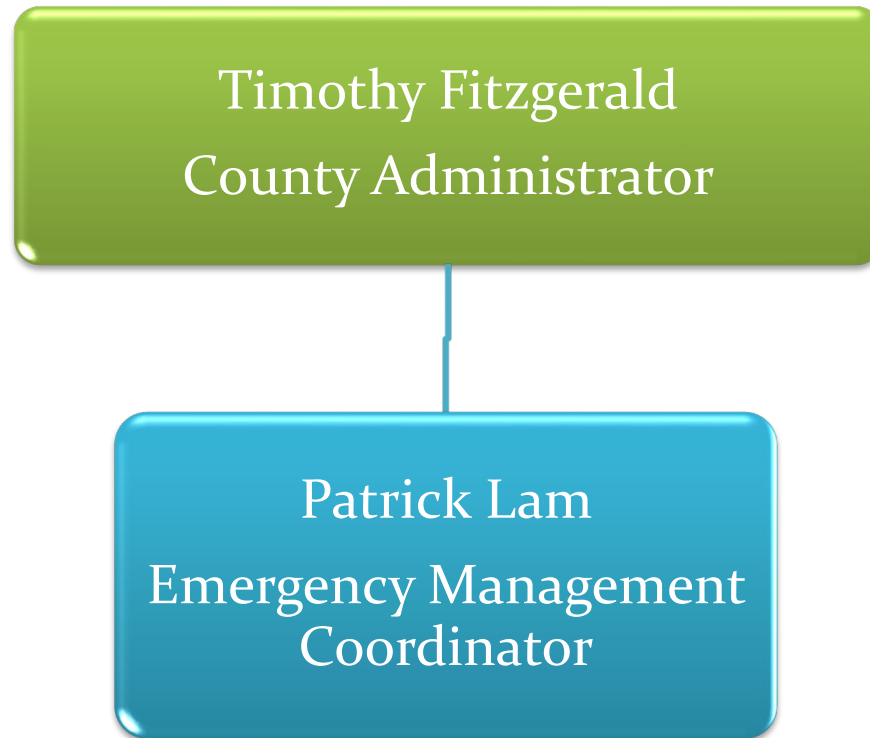 Timothy Fitzgerald
County Administrator
Patrick Lam
Emergency Management
Coordinator